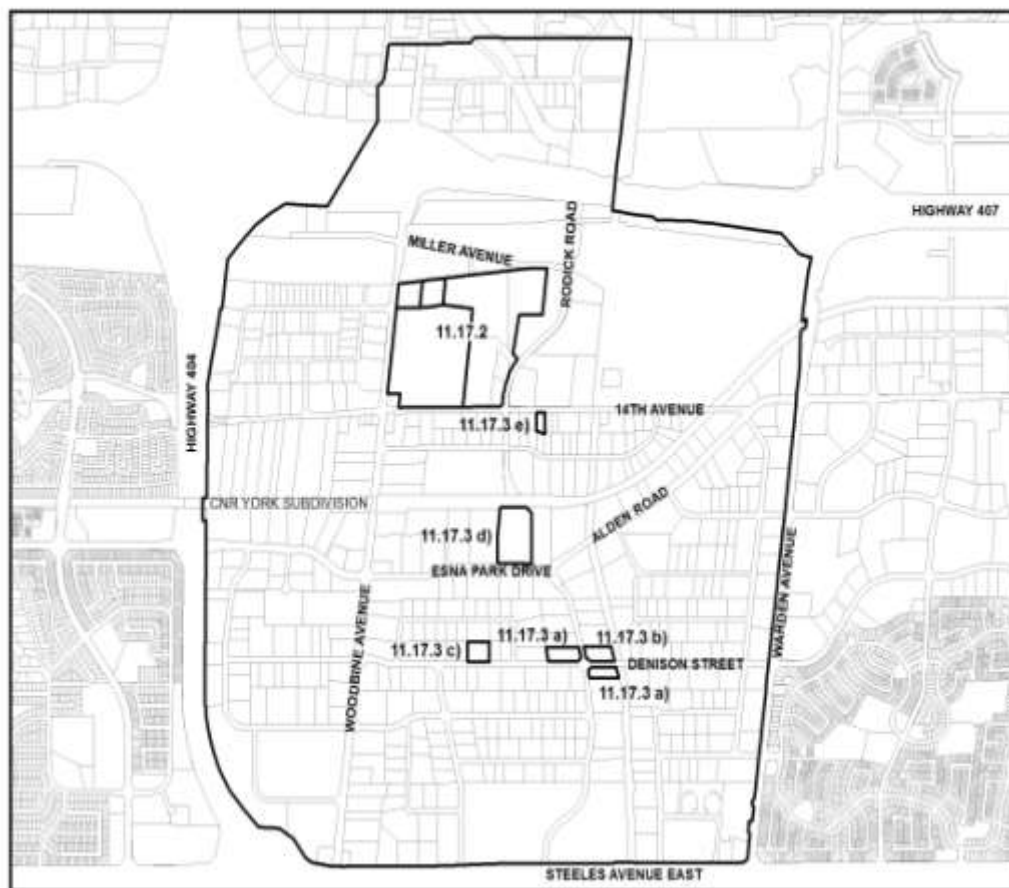 HIGHWAY 407
MILLER AVENUE
RODICK ROAD
11.17.2
HIGHWAY 404
14TH AVENUE
11.17.3 e)
CNR YORK SUBDIVISION
ALDEN ROAD
11.17.3 d)
ESNA PARK DRIVE
WARDEN AVENUE
WOODBINE AVENUE
11.17.3 a)
11.17.3 b)
11.17.3 c)
DENISON STREET
11.17.3 a)
STEELES AVENUE EAST